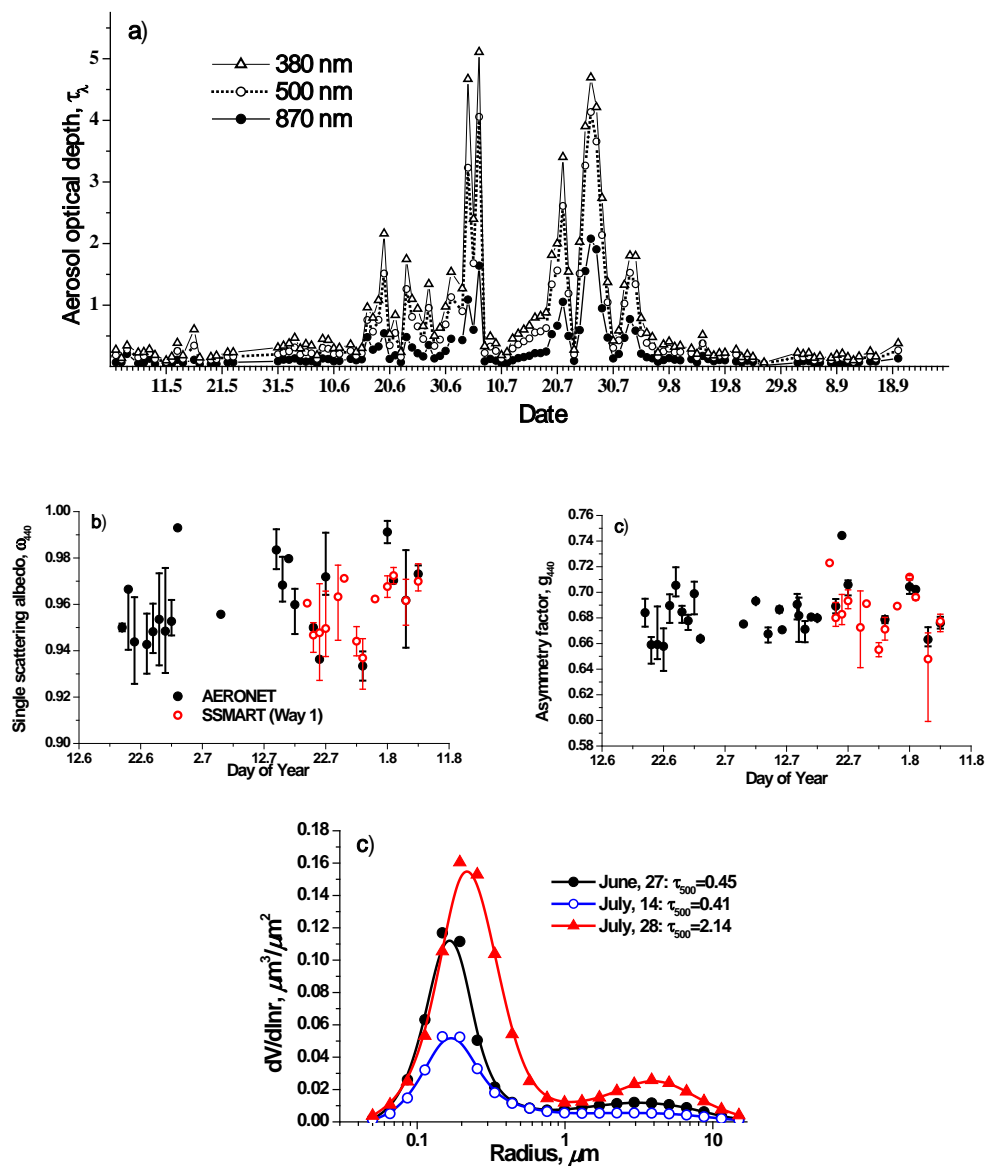 a)
380 nm
500 nm
870 nm
Aerosol optical depth, τλ
5
4
3
2
1
11.5 21.5 31.5 10.6 20.6 30.6 10.7 20.7 30.7 9.8 19.8 29.8 8.9 18.9
Date
b)
Single scattering albedo, ω440
1.00
0.98
0.96
0.94
0.92
0.90
AERONET
SSMART (Way 1)
12.6 22.6 2.7 12.7 22.7 1.8 11.8
Day of Year
c)
Asymmetry factor, g440
0.76
0.74
0.72
0.70
0.68
0.66
0.64
0.62
0.60
0.58
12.6 22.6 2.7 12.7 22.7 1.8 11.8
Day of Year
c)
dV/dlnr, μm3/μm2
0.18
0.16
0.14
0.12
0.10
0.08
0.06
0.04
0.02
0.00
June, 27: τ500=0.45
July, 14: τ500=0.41
July, 28: τ500=2.14
0.1 1 10
Radius, μm